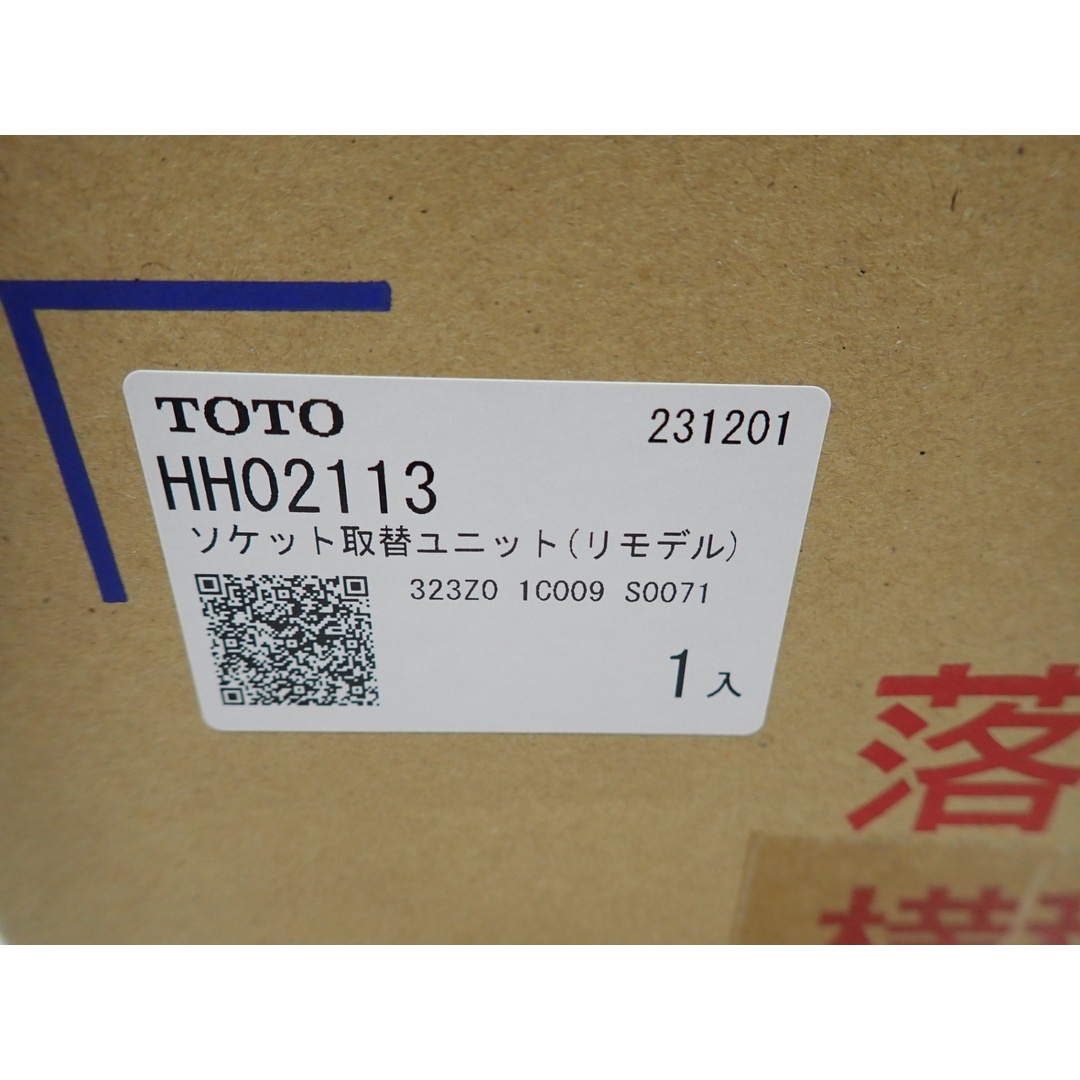 TOTO 231201
HH02113
ソケット取替ユニット(リモデル)
323Z0 1C009 S0071
1入
落
横